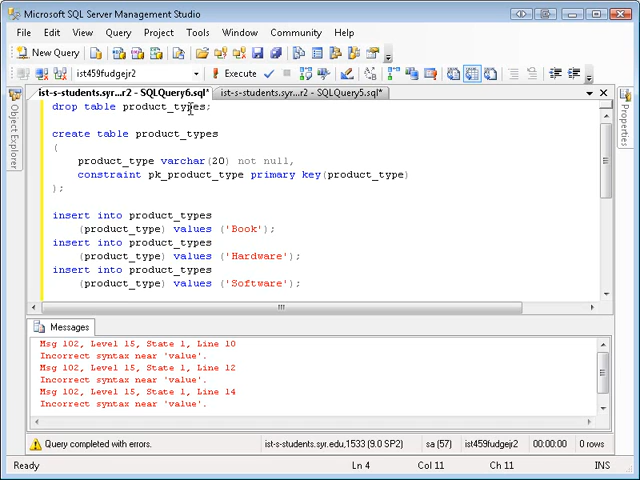 Microsoft SQL Server Management Studio
File Edit View Query Project Tools Window Community Help
New Query
ist459fudgejr2 Execute
ist-s-students.syr...r2 - SQLQuery6.sql* ist-s-students.syr...r2 - SQLQuery5.sql*
Object Explorer
Properties
drop table product_types;
create table product_types
(
product_type varchar(20) not null,
constraint pk_product_type primary key(product_type)
);
insert into product_types
(product_type) values ('Book');
insert into product_types
(product_type) values ('Hardware');
insert into product_types
(product_type) values ('Software');
Messages
Msg 102, Level 15, State 1, Line 10
Incorrect syntax near 'value'.
Msg 102, Level 15, State 1, Line 12
Incorrect syntax near 'value'.
Msg 102, Level 15, State 1, Line 14
Incorrect syntax near 'value'.
Query completed with errors. ist-s-students.syr.edu,1533 (9.0 SP2) sa (57) ist459fudgejr2 00:00:00 0 rows
Ready Ln 4 Col 11 Ch 11 INS